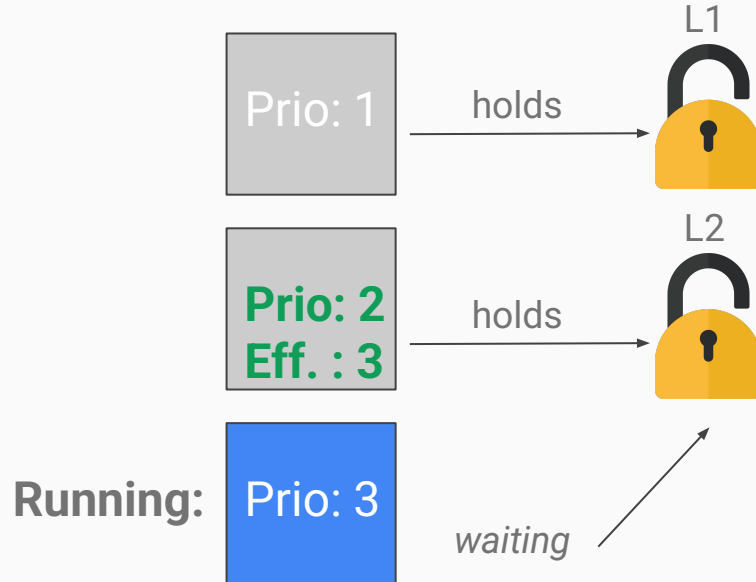 L1
Prio: 1
holds
L2
Prio: 2
Eff. : 3
holds
Running:
Prio: 3
waiting